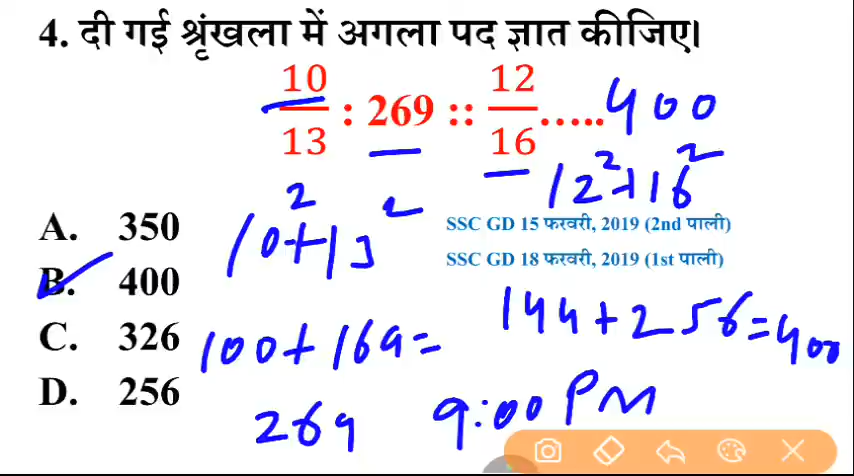 4. दी गई श्रृंखला में अगला पद ज्ञात कीजिए।
10/13 : 269 :: 12/16 ..... 400
12² + 16²
A. 350
10² + 13²
SSC GD 15 फरवरी, 2019 (2nd पाली)
SSC GD 18 फरवरी, 2019 (1st पाली)
B. 400
144 + 256 = 400
C. 326
100 + 169 =
D. 256
269
9:00 PM